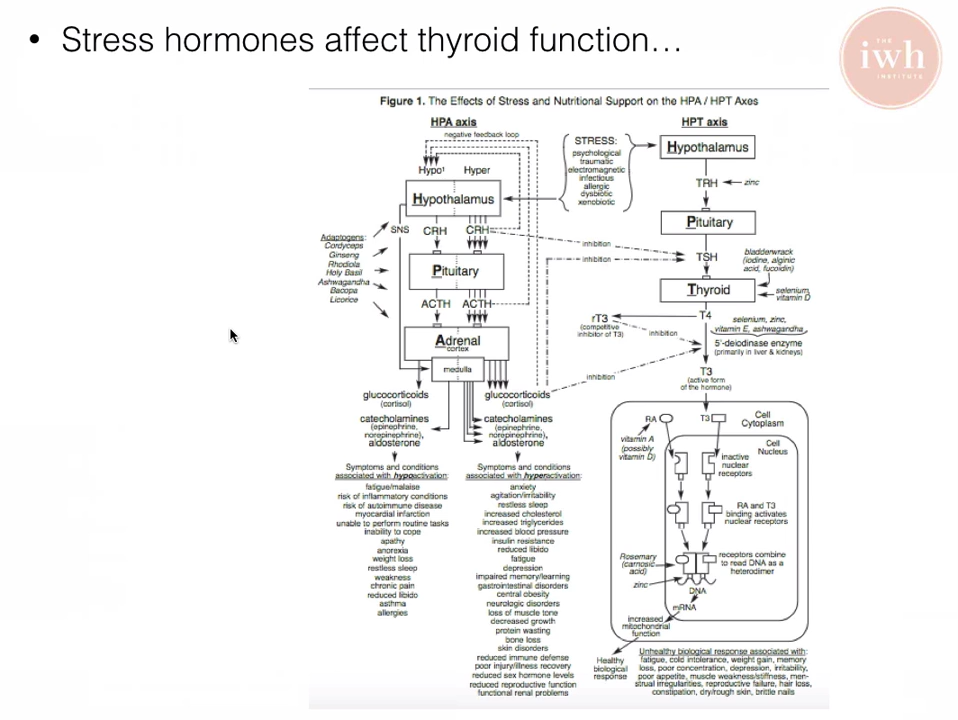 • Stress hormones affect thyroid function…
THE
iwh
INSTITUTE
Figure 1. The Effects of Stress and Nutritional Support on the HPA / HPT Axes
HPA axis
negative feedback loop
Hypo¹ Hyper
Hypothalamus
SNS CRH CRH
Adaptogens:
Cordyceps
Ginseng
Rhodiola
Holy Basil
Ashwagandha
Bacopa
Licorice
Pituitary
ACTH ACTH
Adrenal
cortex
medulla
glucocorticoids
(cortisol)
catecholamines
(epinephrine,
norepinephrine),
aldosterone
Symptoms and conditions
associated with hypoactivation:
fatigue/malaise
risk of inflammatory conditions
risk of autoimmune disease
myocardial infarction
unable to perform routine tasks
inability to cope
apathy
anorexia
weight loss
restless sleep
weakness
chronic pain
reduced libido
asthma
allergies
glucocorticoids
(cortisol)
catecholamines
(epinephrine,
norepinephrine),
aldosterone
Symptoms and conditions
associated with hyperactivation:
anxiety
agitation/irritability
restless sleep
increased cholesterol
increased triglycerides
increased blood pressure
insulin resistance
reduced libido
fatigue
depression
impaired memory/learning
gastrointestinal disorders
central obesity
neurologic disorders
loss of muscle tone
decreased growth
protein wasting
bone loss
skin disorders
reduced immune defense
poor injury/illness recovery
reduced sex hormone levels
reduced reproductive function
functional renal problems
STRESS:
psychological
traumatic
electromagnetic
infectious
allergic
dysbiotic
xenobiotic
HPT axis
Hypothalamus
TRH
zinc
Pituitary
inhibition
inhibition
TSH
bladderwrack
(iodine, alginic
acid, fucoidin)
Thyroid
selenium,
vitamin D
rT3
(competitive
inhibitor of T3)
T4
inhibition
selenium, zinc,
vitamin E, ashwagandha
5'-deiodinase enzyme
(primarily in liver & kidneys)
inhibition
T3
(active form
of the hormone)
RA
T3
Cell
Cytoplasm
vitamin A
(possibly
vitamin D)
Cell
Nucleus
inactive
nuclear
receptors
RA and T3
binding activates
nuclear receptors
Rosemary
(carnosic
acid)
receptors combine
to read DNA as a
heterodimer
zinc
DNA
mRNA
increased
mitochondrial
function
Healthy
biological
response
Unhealthy biological response associated with:
fatigue, cold intolerance, weight gain, memory
loss, poor concentration, depression, irritability,
poor appetite, muscle weakness/stiffness, men-
strual irregularities, reproductive failure, hair loss,
constipation, dry/rough skin, brittle nails